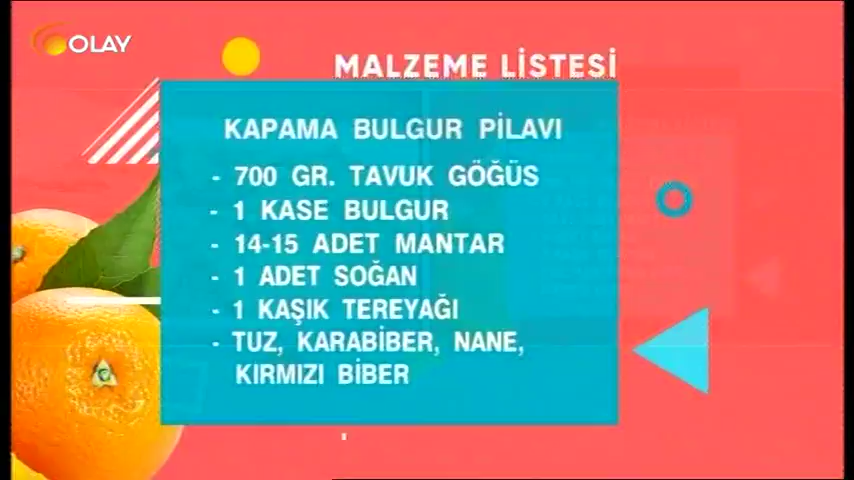 OLAY
MALZEME LİSTESİ
KAPAMA BULGUR PİLAVI
- 700 GR. TAVUK GÖĞÜS
- 1 KASE BULGUR
- 14-15 ADET MANTAR
- 1 ADET SOĞAN
- 1 KAŞIK TEREYAĞI
- TUZ, KARABİBER, NANE,
KIRMIZI BİBER